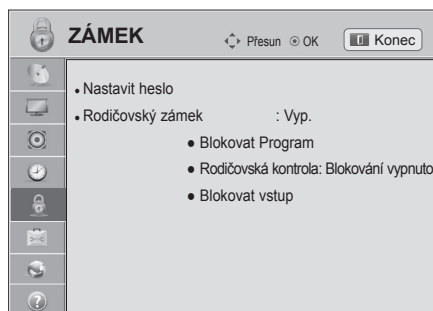 ZÁMEK Přesun OK Konec
• Nastavit heslo
• Rodičovský zámek : Vyp.
● Blokovat Program
● Rodičovská kontrola: Blokování vypnuto
● Blokovat vstup